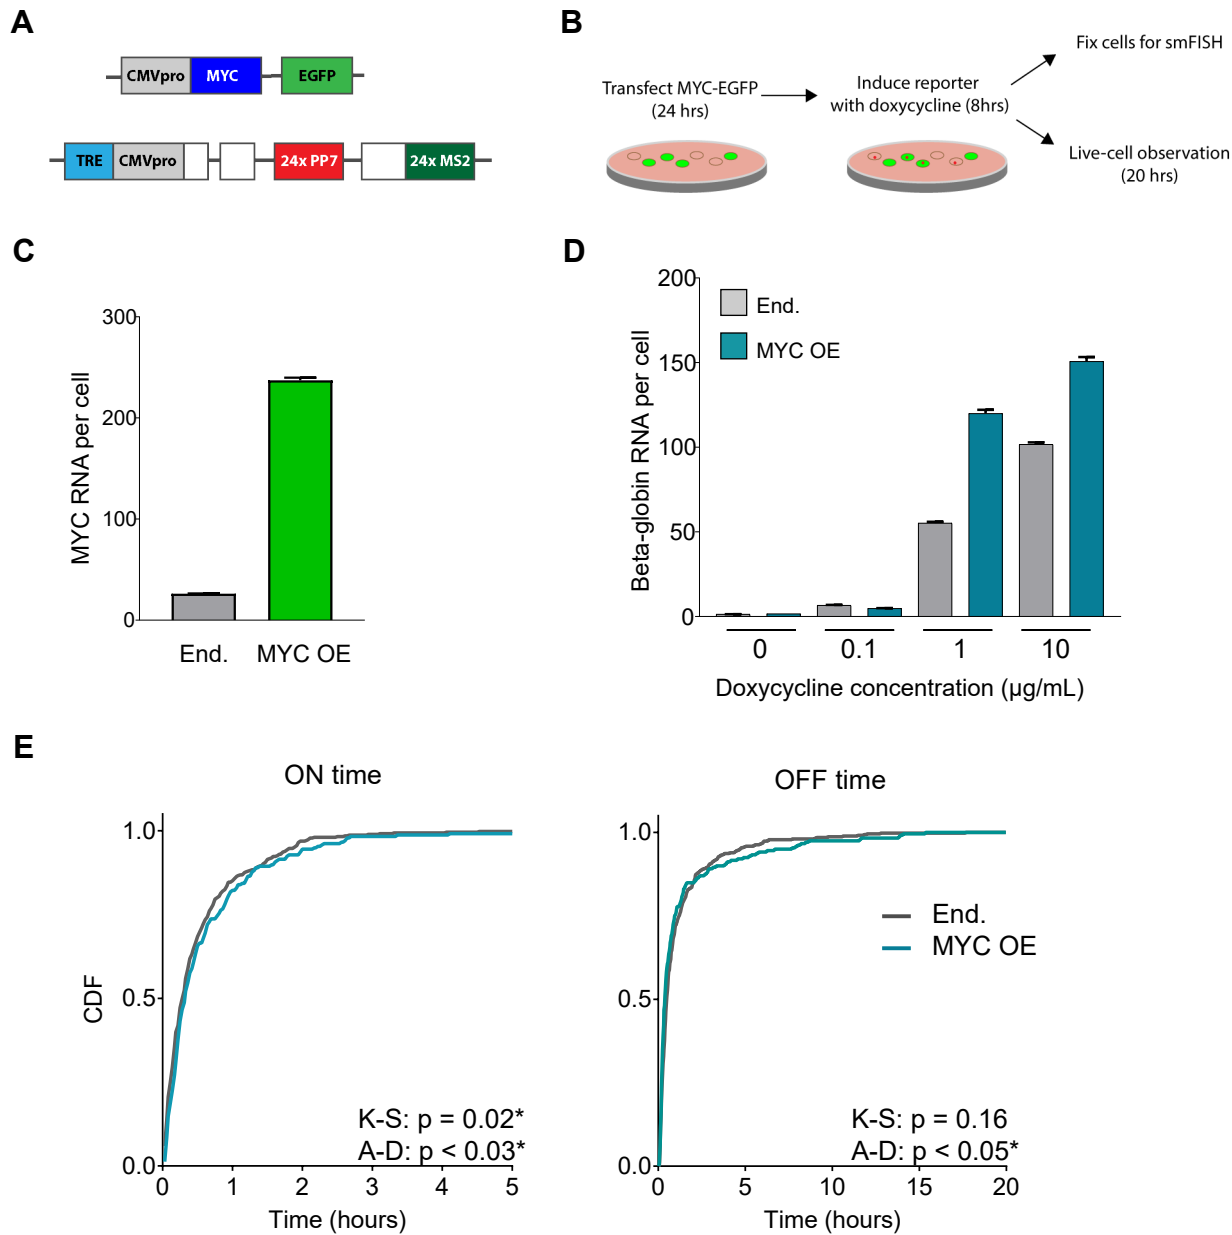 A
CMVpro MYC EGFP
TRE CMVpro 24x PP7 24x MS2
B
Transfect MYC-EGFP
(24 hrs)
Induce reporter
with doxycycline (8hrs)
Fix cells for smFISH
Live-cell observation
(20 hrs)
C
MYC RNA per cell
300
200
100
0
End. MYC OE
D
Beta-globin RNA per cell
200
150
100
50
0
End.
MYC OE
0 0.1 1 10
Doxycycline concentration (µg/mL)
E
ON time
CDF
1.0
0.5
0.0
K-S: p = 0.02*
A-D: p < 0.03*
0 1 2 3 4 5
Time (hours)
OFF time
1.0
0.5
0.0
End.
MYC OE
K-S: p = 0.16
A-D: p < 0.05*
0 5 10 15 20
Time (hours)